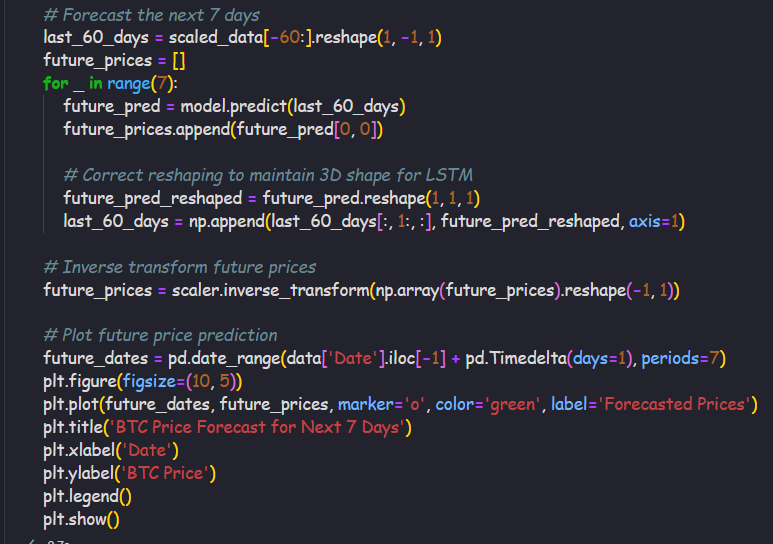 # Forecast the next 7 days
last_60_days = scaled_data[-60:].reshape(1, -1, 1)
future_prices = []
for _ in range(7):
    future_pred = model.predict(last_60_days)
    future_prices.append(future_pred[0, 0])

    # Correct reshaping to maintain 3D shape for LSTM
    future_pred_reshaped = future_pred.reshape(1, 1, 1)
    last_60_days = np.append(last_60_days[:, 1:, :], future_pred_reshaped, axis=1)

# Inverse transform future prices
future_prices = scaler.inverse_transform(np.array(future_prices).reshape(-1, 1))

# Plot future price prediction
future_dates = pd.date_range(data['Date'].iloc[-1] + pd.Timedelta(days=1), periods=7)
plt.figure(figsize=(10, 5))
plt.plot(future_dates, future_prices, marker='o', color='green', label='Forecasted Prices')
plt.title('BTC Price Forecast for Next 7 Days')
plt.xlabel('Date')
plt.ylabel('BTC Price')
plt.legend()
plt.show()